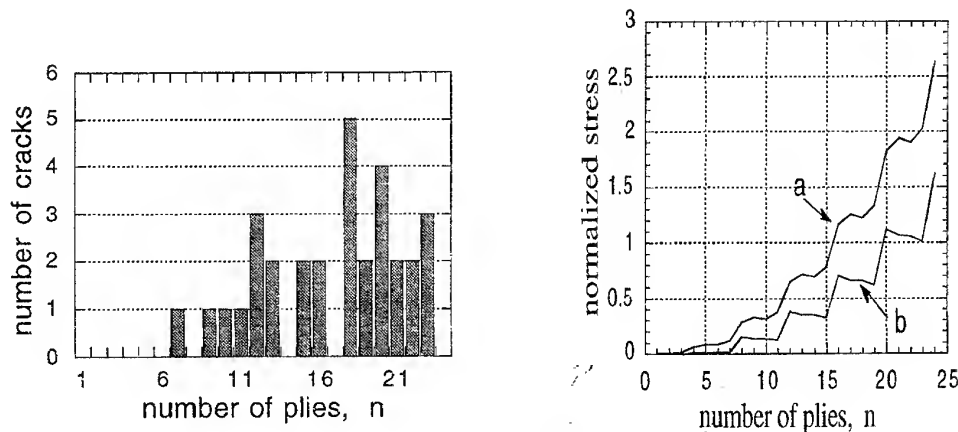 number of cracks
6
5
4
3
2
1
0
1 6 11 16 21
number of plies, n
normalized stress
3
2.5
2
1.5
1
0.5
0
a
b
0 5 10 15 20 25
number of plies, n